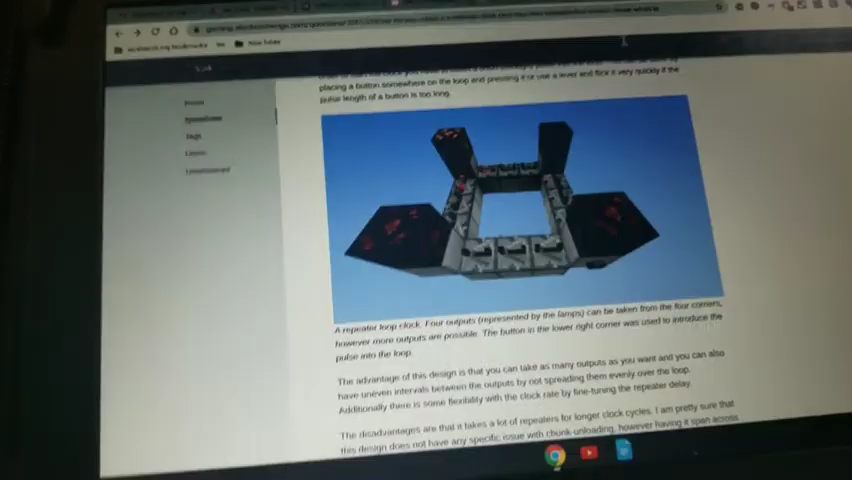 New folder
Home
Tags
Users
Unanswered
placing a button somewhere on the loop and pressing it or use a lever and flick it very quickly if the
pulse length of a button is too long.
A repeater loop clock. Four outputs (represented by the lamps) can be taken from the four corners,
however more outputs are possible. The button in the lower right corner was used to introduce the
pulse into the loop.
The advantage of this design is that you can take as many outputs as you want and you can also
have uneven intervals between the outputs by not spreading them evenly over the loop.
Additionally there is some flexibility with the clock rate by fine-tuning the repeater delay.
The disadvantages are that it takes a lot of repeaters for longer clock cycles. I am pretty sure that
this design does not have any specific issue with chunk-unloading, however having it span across